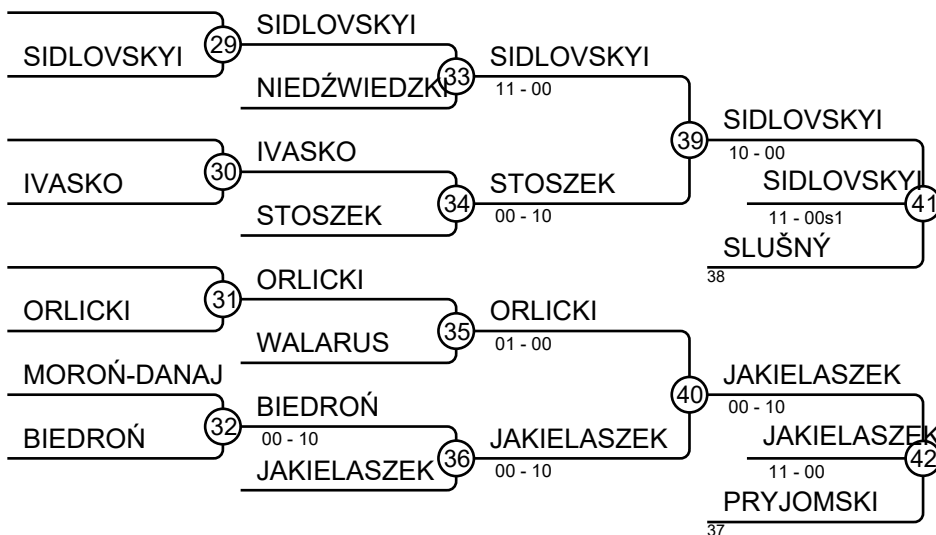 SIDLOVSKYI
29
SIDLOVSKYI
NIEDŹWIEDZKI
33
SIDLOVSKYI
11 - 00
IVASKO
30
IVASKO
STOSZEK
34
STOSZEK
00 - 10
39
SIDLOVSKYI
10 - 00
SIDLOVSKYI
11 - 00s1
41
SLUŠNÝ
38
ORLICKI
31
ORLICKI
WALARUS
35
ORLICKI
01 - 00
MOROŃ-DANAJ
BIEDROŃ
32
BIEDROŃ
00 - 10
JAKIELASZEK
36
JAKIELASZEK
00 - 10
40
JAKIELASZEK
00 - 10
JAKIELASZEK
11 - 00
42
PRYJOMSKI
37